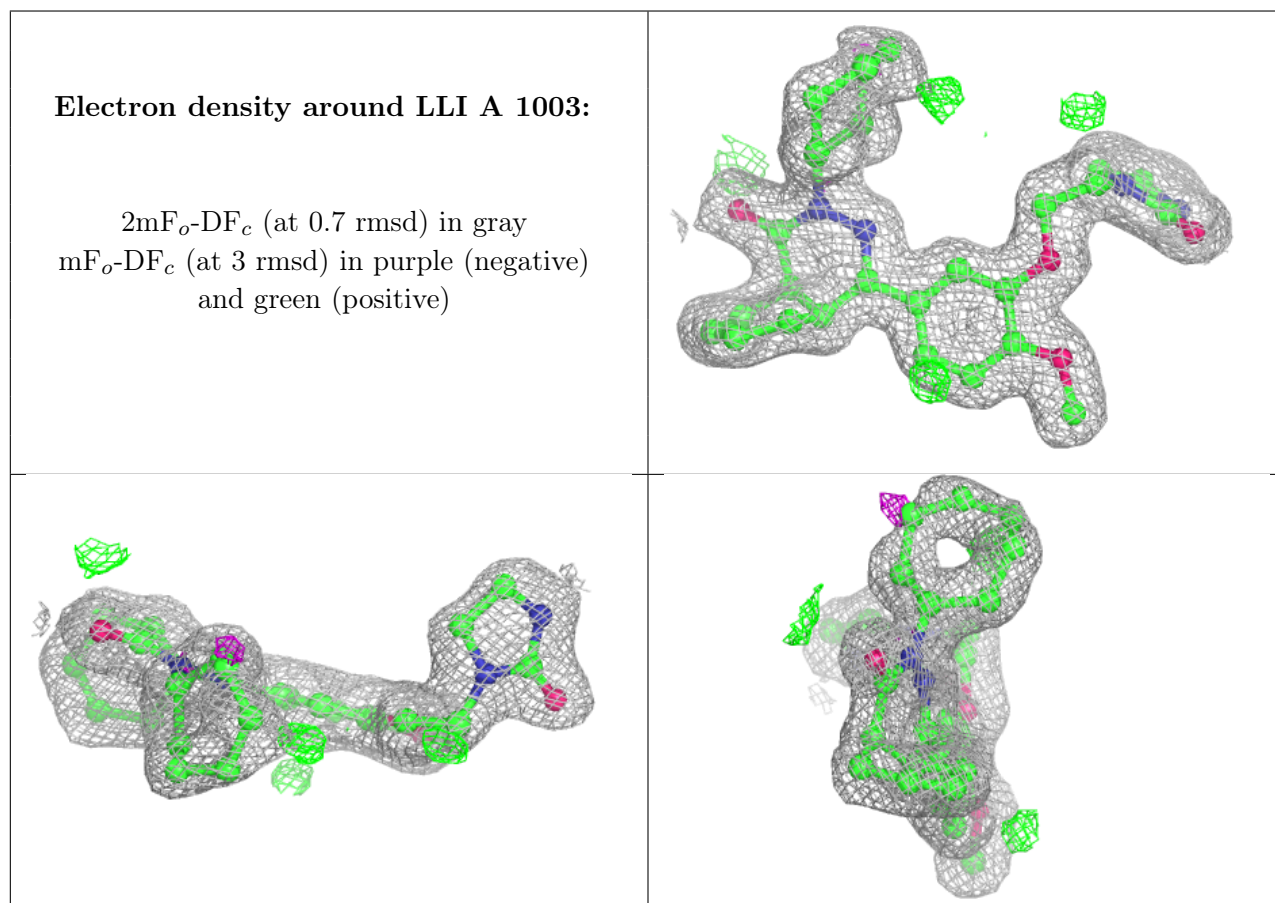 Electron density around LLI A 1003:
2mFo-DFc (at 0.7 rmsd) in gray
mFo-DFc (at 3 rmsd) in purple (negative)
and green (positive)